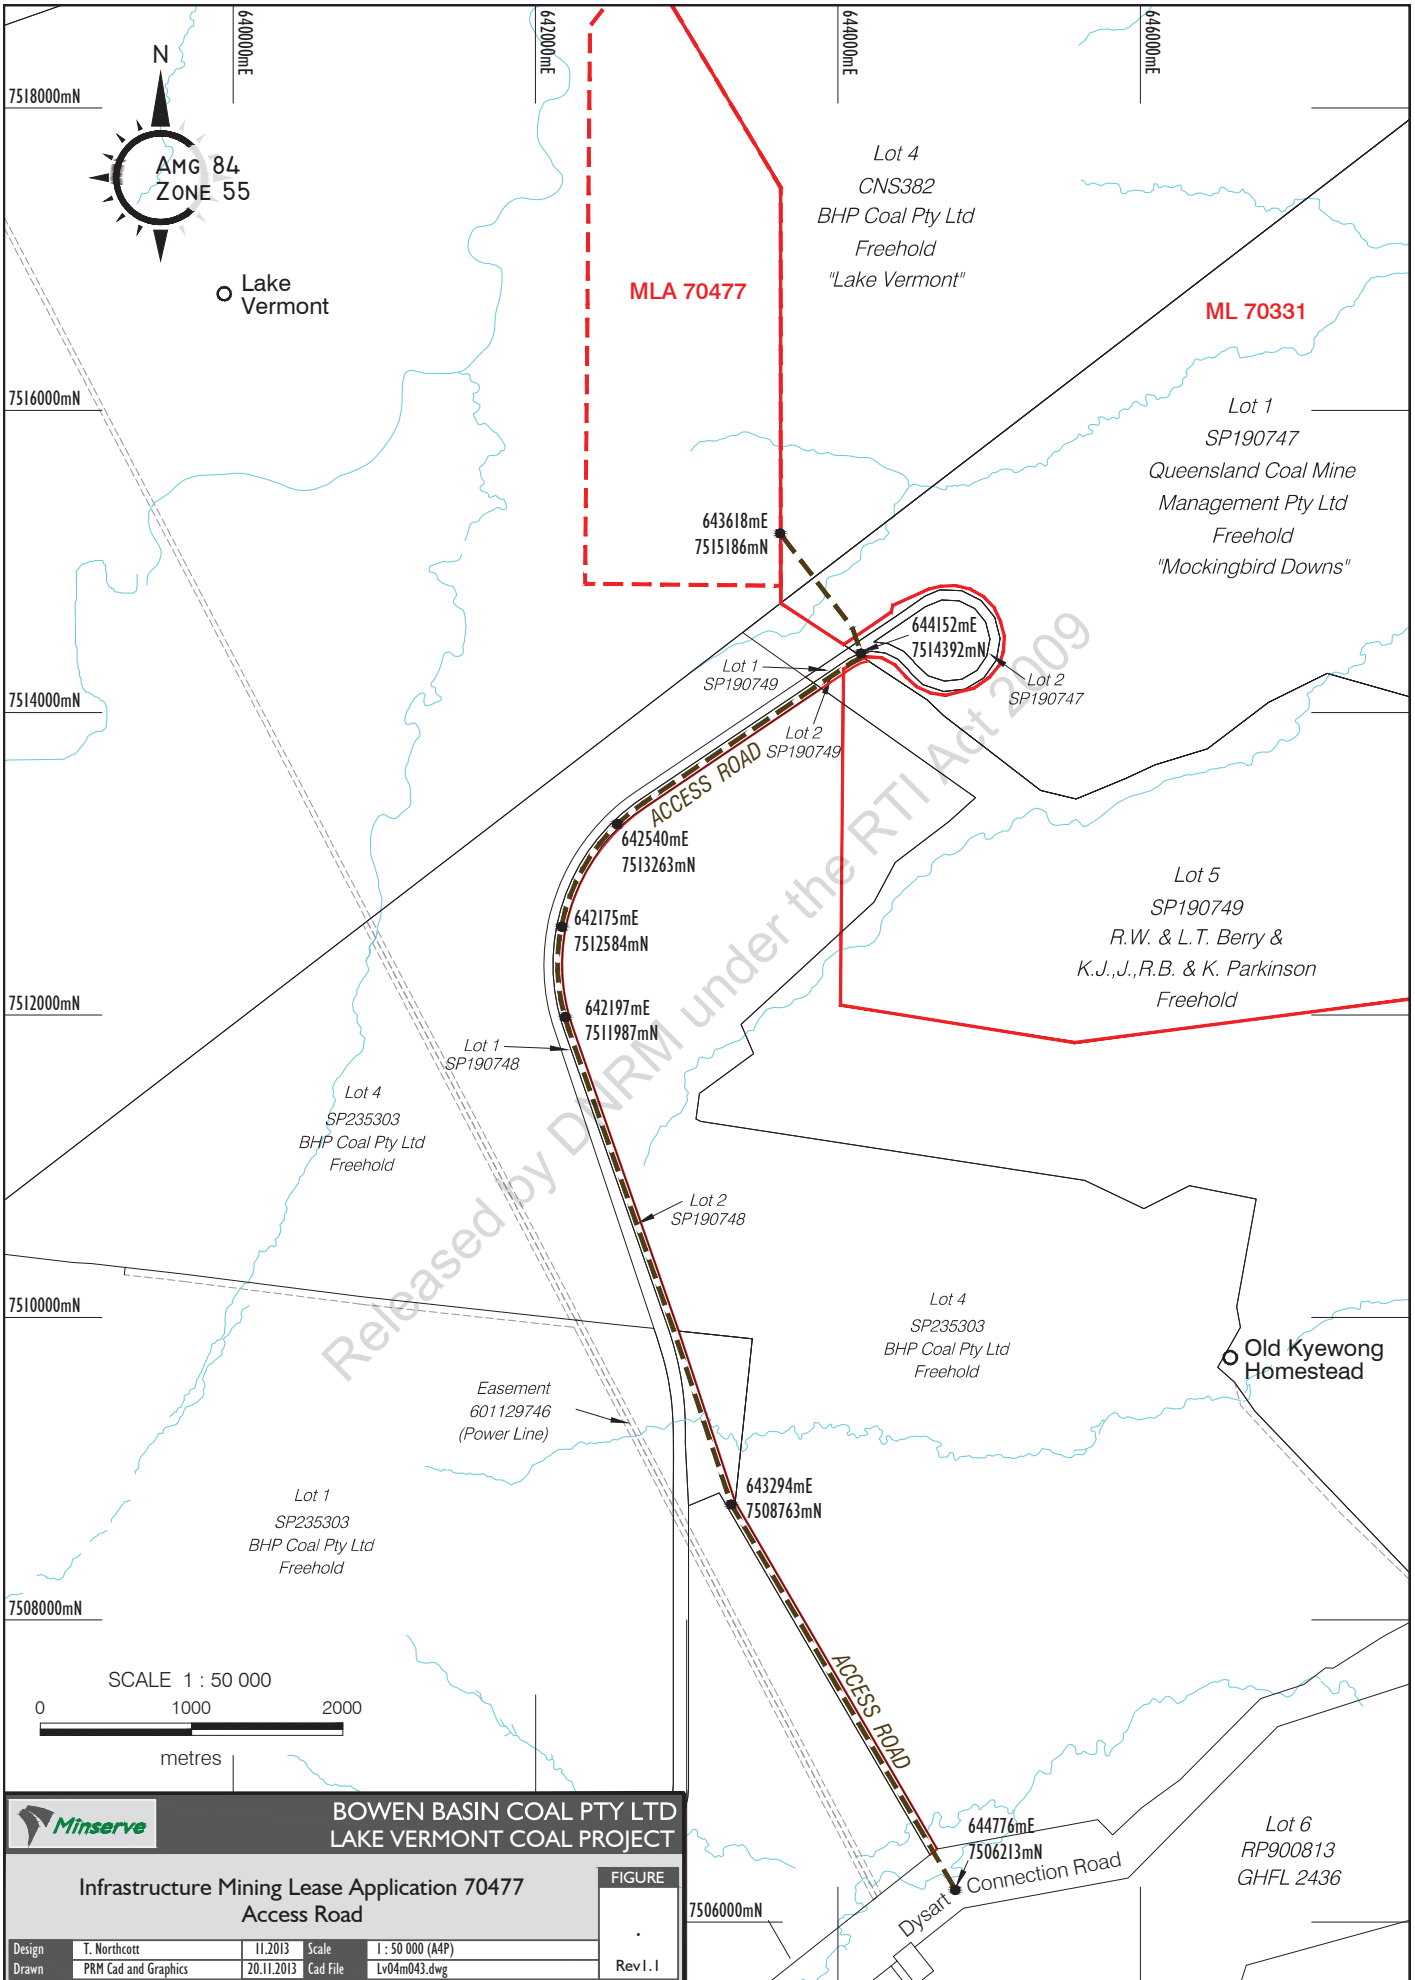 640000mE
642000mE
644000mE
646000mE
N
AMG 84
ZONE 55
7518000mN
7516000mN
7514000mN
7512000mN
7510000mN
7508000mN
7506000mN
Lake
Vermont
MLA 70477
Lot 4
CNS382
BHP Coal Pty Ltd
Freehold
"Lake Vermont"
ML 70331
Lot 1
SP190747
Queensland Coal Mine
Management Pty Ltd
Freehold
"Mockingbird Downs"
643618mE
7515186mN
644152mE
7514392mN
Lot 1
SP190749
Lot 2
SP190747
Lot 2
SP190749
ACCESS ROAD
642540mE
7513263mN
642175mE
7512584mN
642197mE
7511987mN
Lot 5
SP190749
R.W. & L.T. Berry &
K.J.,J.,R.B. & K. Parkinson
Freehold
Lot 1
SP190748
Lot 4
SP235303
BHP Coal Pty Ltd
Freehold
Lot 2
SP190748
Released by DNRM under the RTI Act 2009
Lot 4
SP235303
BHP Coal Pty Ltd
Freehold
Old Kyewong
Homestead
Easement
601129746
(Power Line)
643294mE
7508763mN
Lot 1
SP235303
BHP Coal Pty Ltd
Freehold
ACCESS ROAD
SCALE 1 : 50 000
0 1000 2000
metres
644776mE
7506213mN
Dysart Connection Road
Lot 6
RP900813
GHFL 2436
Minserve
BOWEN BASIN COAL PTY LTD
LAKE VERMONT COAL PROJECT
Infrastructure Mining Lease Application 70477
Access Road
FIGURE
.
Rev1.1
Design T. Northcott 11.2013 Scale 1 : 50 000 (A4P)
Drawn PRM Cad and Graphics 20.11.2013 Cad File Lv04m043.dwg